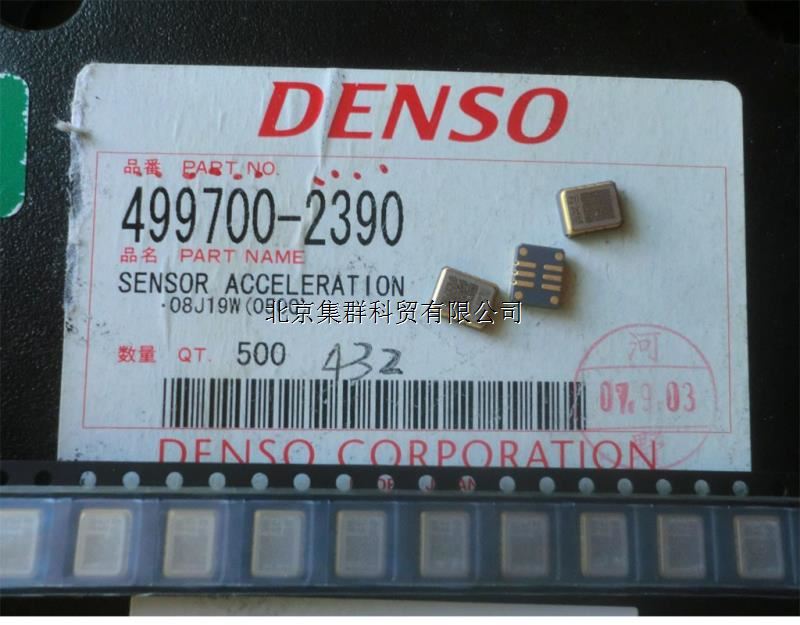 DENSO
品番 PART NO.
499700-2390
品名 PART NAME
SENSOR ACCELERATION
北京集群科贸有限公司
数量 QT. 500
432
河
07.9.03
DENSO CORPORATION